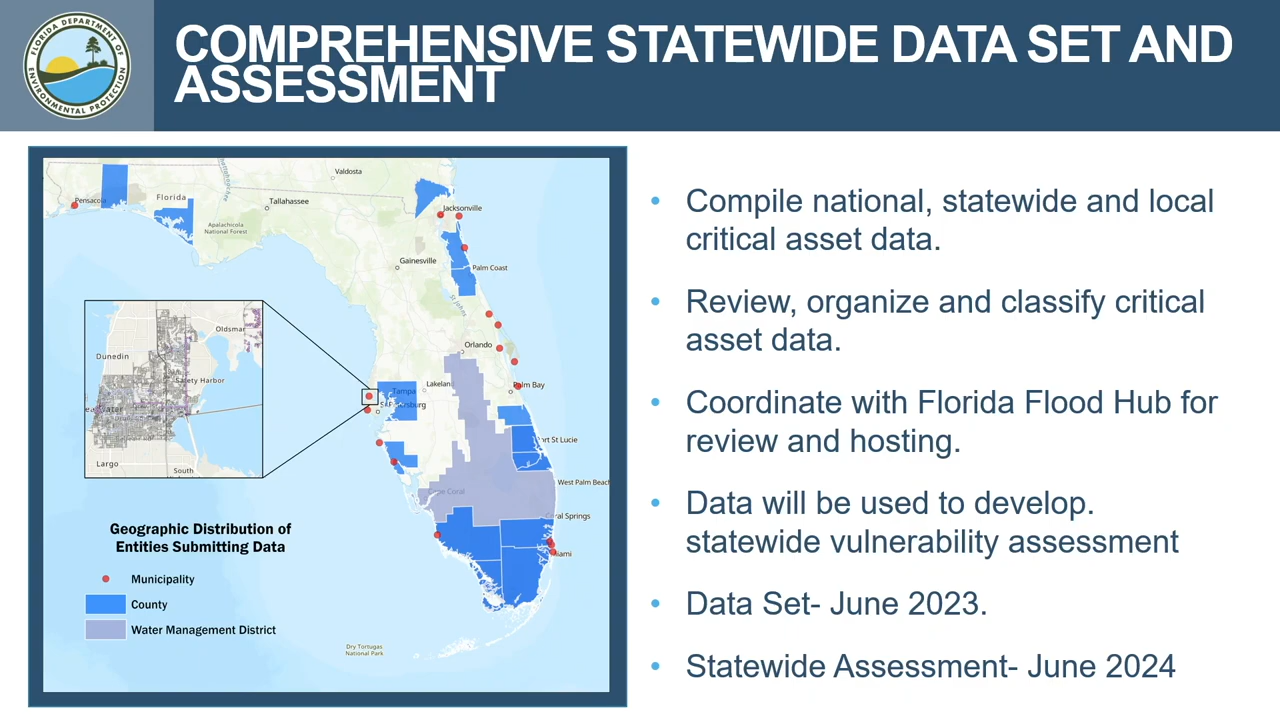 FLORIDA DEPARTMENT OF
ENVIRONMENTAL PROTECTION
COMPREHENSIVE STATEWIDE DATA SET AND
ASSESSMENT
Valdosta
Pensacola
Florida
Tallahassee
Jacksonville
Apalachicola
National Forest
Gainesville
Palm Coast
St Johns
Oldsmar
Dunedin
Safety Harbor
Largo
South
Orlando
Lakelan
Tampa
Palm Bay
Port St Lucie
West Palm Beach
Cape Coral
Coral Springs
Miami
Dry Tortugas
National Park
Geographic Distribution of
Entities Submitting Data
Municipality
County
Water Management District
• Compile national, statewide and local
critical asset data.
• Review, organize and classify critical
asset data.
• Coordinate with Florida Flood Hub for
review and hosting.
• Data will be used to develop.
statewide vulnerability assessment
• Data Set- June 2023.
• Statewide Assessment- June 2024